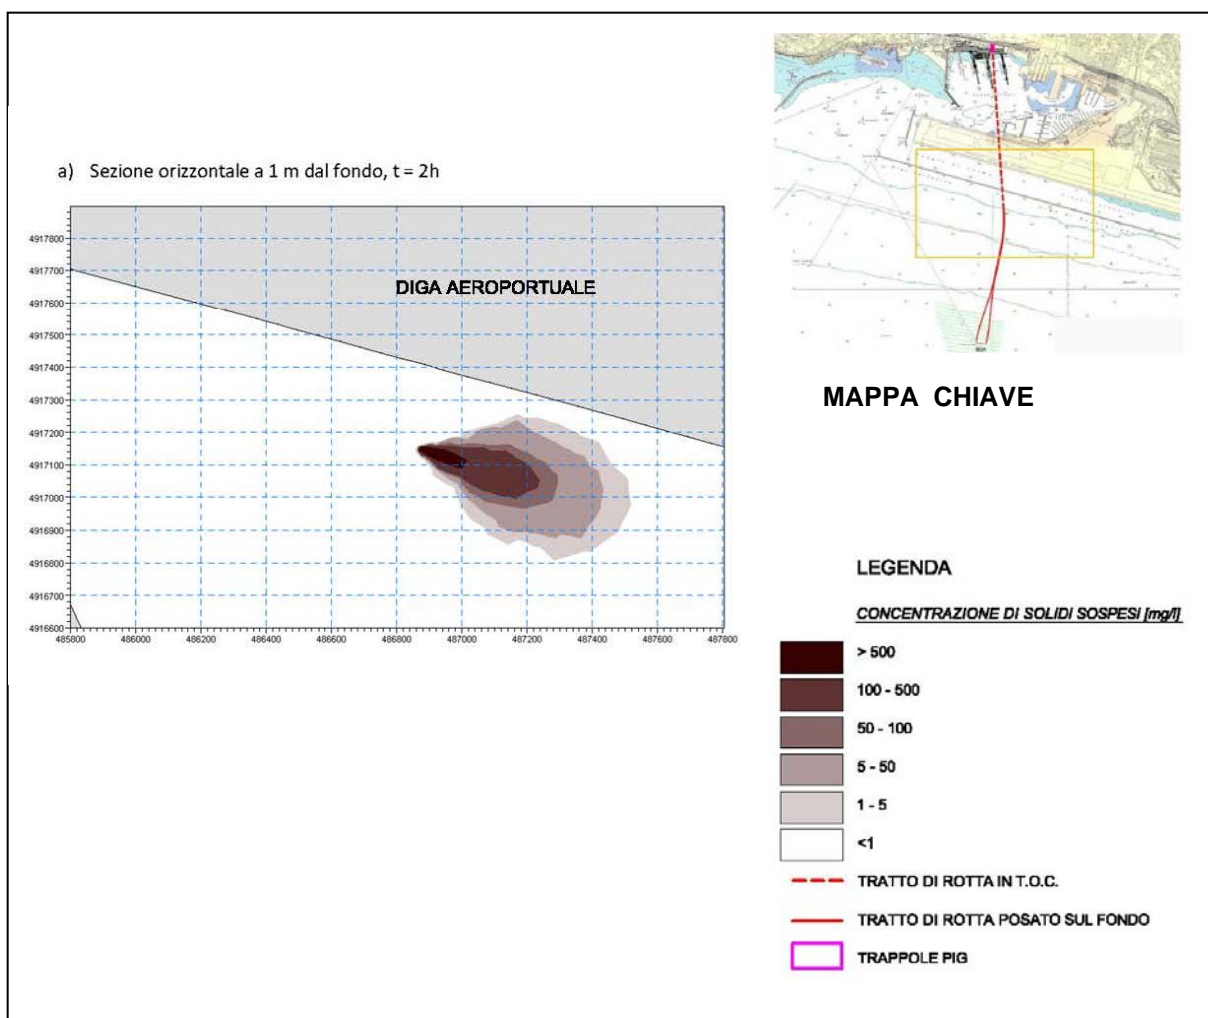 a) Sezione orizzontale a 1 m dal fondo, t = 2h
4917800
4917700
4917600
4917500
4917400
4917300
4917200
4917100
4917000
4916900
4916800
4916700
4916600
485800 486000 486200 486400 486600 486800 487000 487200 487400 487600 487800
DIGA AEROPORTUALE
MAPPA CHIAVE
LEGENDA
CONCENTRAZIONE DI SOLIDI SOSPESI [mg/l]
> 500
100 - 500
50 - 100
5 - 50
1 - 5
<1
TRATTO DI ROTTA IN T.O.C.
TRATTO DI ROTTA POSATO SUL FONDO
TRAPPOLE PIG